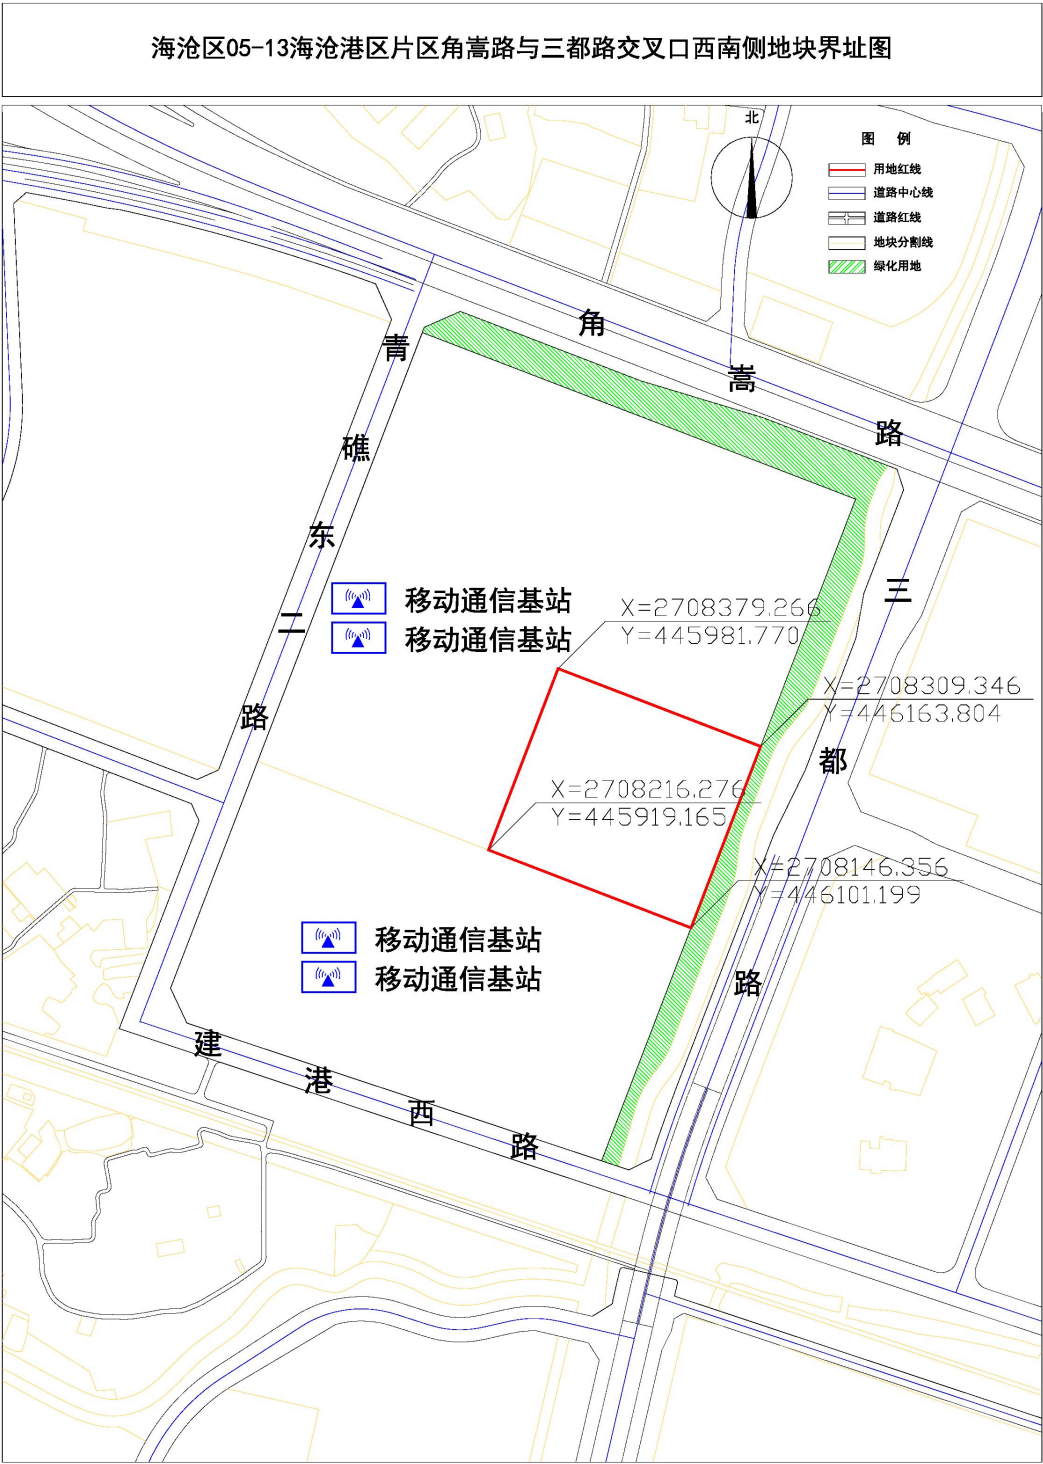 海沧区05-13海沧港区片区角嵩路与三都路交叉口西南侧地块界址图
北
图 例
用地红线
道路中心线
道路红线
地块分割线
绿化用地
角嵩路
青礁东二路
三都路
建港西路
移动通信基站
移动通信基站
X=2708379.266
Y=445981.770
X=2708309.346
Y=446163.804
X=2708216.276
Y=445919.165
X=2708146.356
Y=446101.199
移动通信基站
移动通信基站